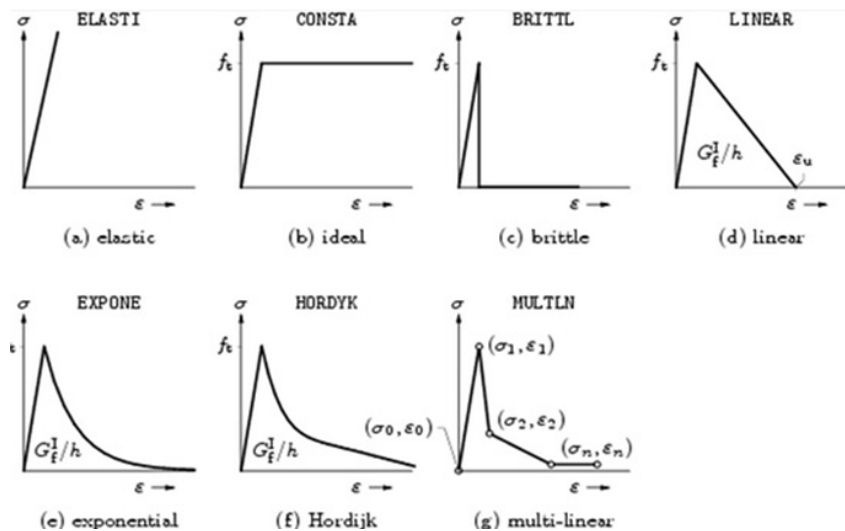 σ ELASTI
ε →
(a) elastic
σ CONSTA
f_t
ε →
(b) ideal
σ BRITTL
f_t
ε →
(c) brittle
σ LINEAR
f_t
G_f^I/h
ε_u
ε →
(d) linear
σ EXPONE
t
G_f^I/h
ε →
(e) exponential
σ HORDYK
f_t
G_f^I/h
ε →
(f) Hordijk
σ MULTLN
(σ_1, ε_1)
(σ_0, ε_0)
(σ_2, ε_2)
(σ_n, ε_n)
ε →
(g) multi-linear